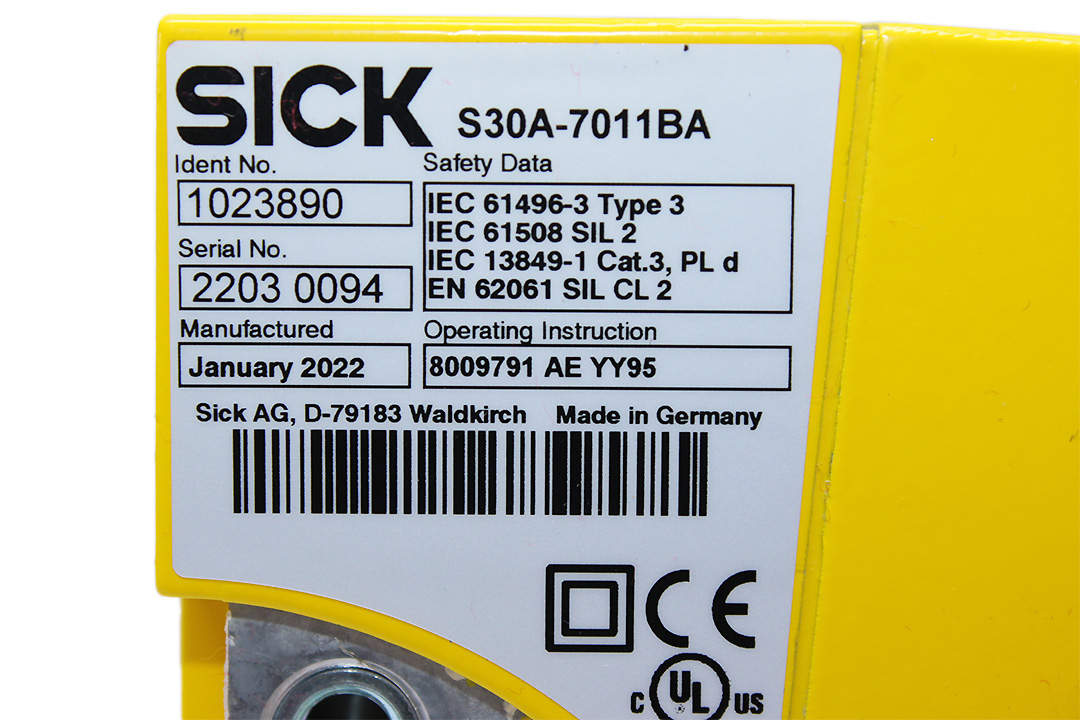 SICK S30A-7011BA
Ident No.
1023890
Safety Data
IEC 61496-3 Type 3
IEC 61508 SIL 2
IEC 13849-1 Cat.3, PL d
EN 62061 SIL CL 2
Serial No.
2203 0094
Manufactured
January 2022
Operating Instruction
8009791 AE YY95
Sick AG, D-79183 Waldkirch Made in Germany
CE
C UL US